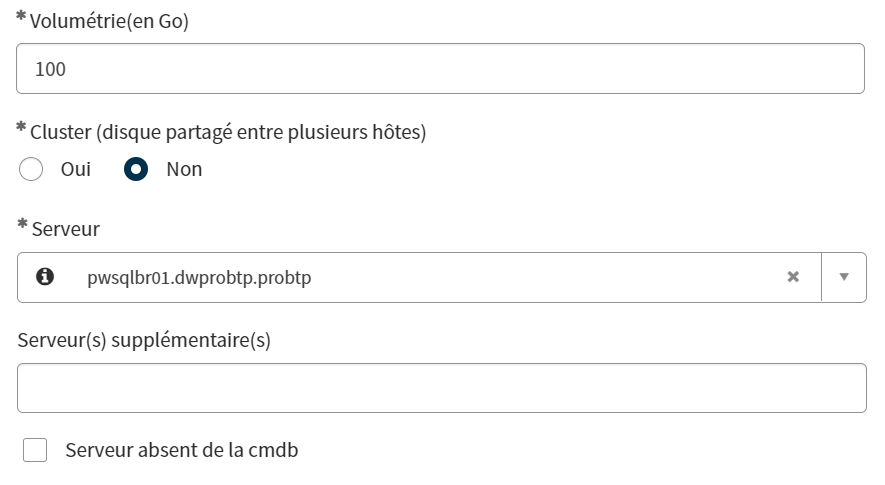 * Volumétrie(en Go)
100
* Cluster (disque partagé entre plusieurs hôtes)
Oui Non
* Serveur
pwsqlbr01.dwprobtp.probtp
Serveur(s) supplémentaire(s)
Serveur absent de la cmdb